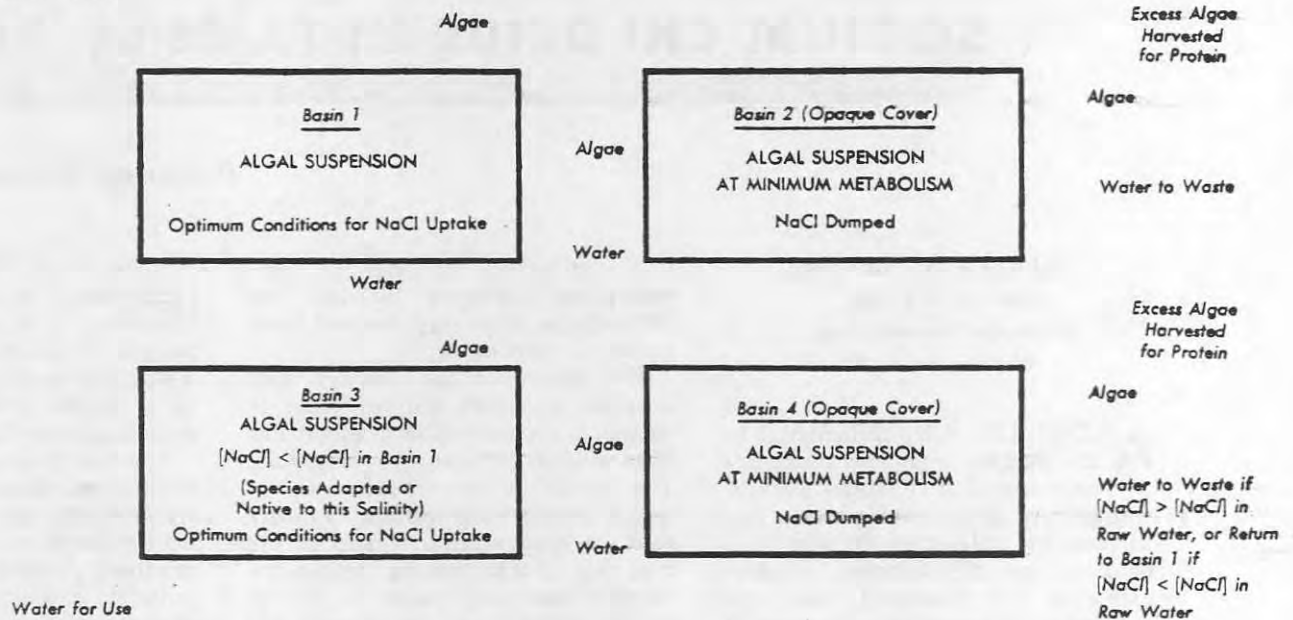 Algae
Excess Algae
Harvested
for Protein
Basin 1
ALGAL SUSPENSION
Optimum Conditions for NaCl Uptake
Algae
Water
Water
Basin 2 (Opaque Cover)
ALGAL SUSPENSION
AT MINIMUM METABOLISM
NaCl Dumped
Algae
Water to Waste
Algae
Excess Algae
Harvested
for Protein
Basin 3
ALGAL SUSPENSION
[NaCl] < [NaCl] in Basin 1
(Species Adapted or
Native to this Salinity)
Optimum Conditions for NaCl Uptake
Algae
Water
Basin 4 (Opaque Cover)
ALGAL SUSPENSION
AT MINIMUM METABOLISM
NaCl Dumped
Algae
Water to Waste if
[NaCl] > [NaCl] in
Raw Water, or Return
to Basin 1 if
[NaCl] < [NaCl] in
Raw Water
Water for Use